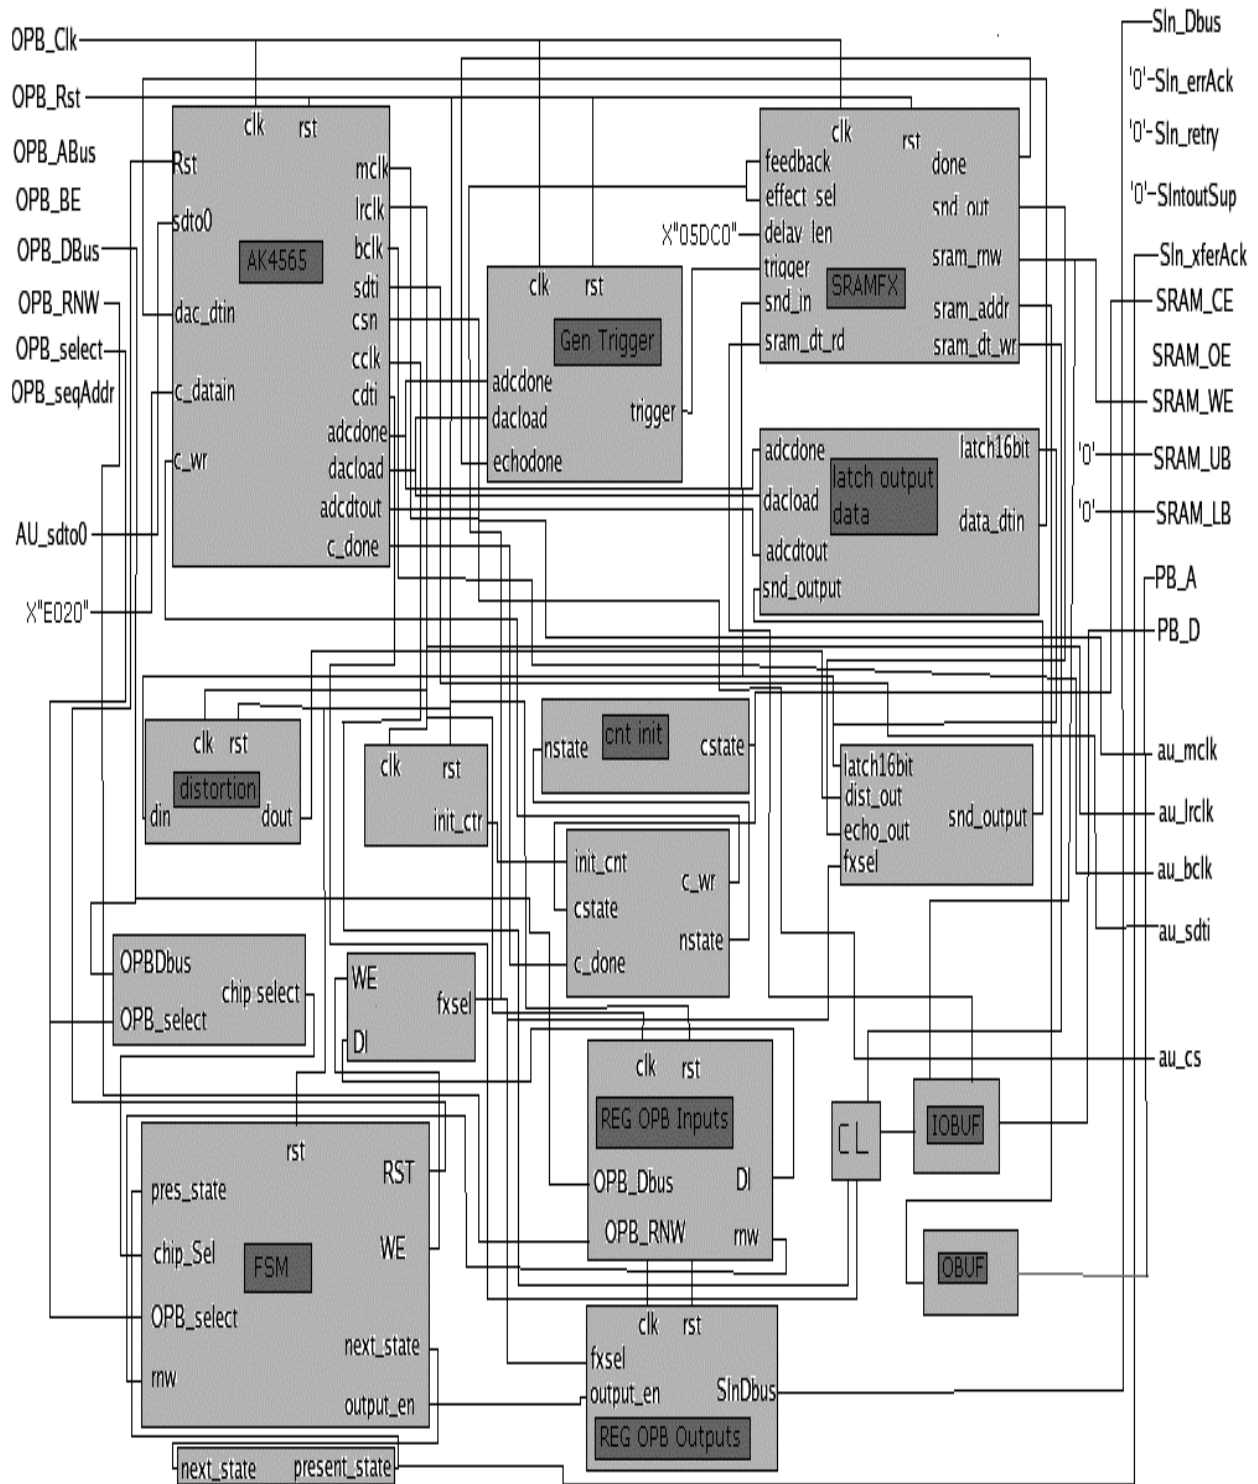 OPB_Clk
OPB_Rst
OPB_ABus
OPB_BE
OPB_DBus
OPB_RNW
OPB_select
OPB_seqAddr
AU_sdto0
X"E020"
clk rst
Rst
sdto0
AK4565
dac_dtin
c_datain
c_wr
mclk
lrclk
bclk
sdti
csn
cclk
cdti
adcdone
dacload
adcdtout
c_done
clk rst
Gen Trigger
adcdone
dacload
echodone
trigger
X"05DC0"
clk
rst
feedback
effect_sel
delay_len
trigger
snd_in
sram_dt_rd
SRAMFX
done
snd_out
sram_rnw
sram_addr
sram_dt_wr
adcdone
dacload
adcdtout
snd_output
latch output
data
latch16bit
data_dtin
Sln_Dbus
'0' Sln_errAck
'0' Sln_retry
'0' SlntoutSup
Sln_xferAck
SRAM_CE
SRAM_OE
SRAM_WE
'0' SRAM_UB
'0' SRAM_LB
PB_A
PB_D
au_mclk
au_lrclk
au_bclk
au_sdti
au_cs
clk rst
distortion
din
dout
clk
rst
init_ctr
nstate
cnt init
cstate
init_cnt
cstate
c_done
c_wr
nstate
latch16bit
dist_out
echo_out
fxsel
snd_output
OPBDbus
OPB_select
chip select
WE
DI
fxsel
clk rst
REG OPB Inputs
OPB_Dbus
OPB_RNW
DI
rnw
CL
IOBUF
OBUF
rst
pres_state
chip_Sel
OPB_select
rnw
FSM
RST
WE
next_state
output_en
clk rst
fxsel
output_en
SlnDbus
REG OPB Outputs
next_state
present_state